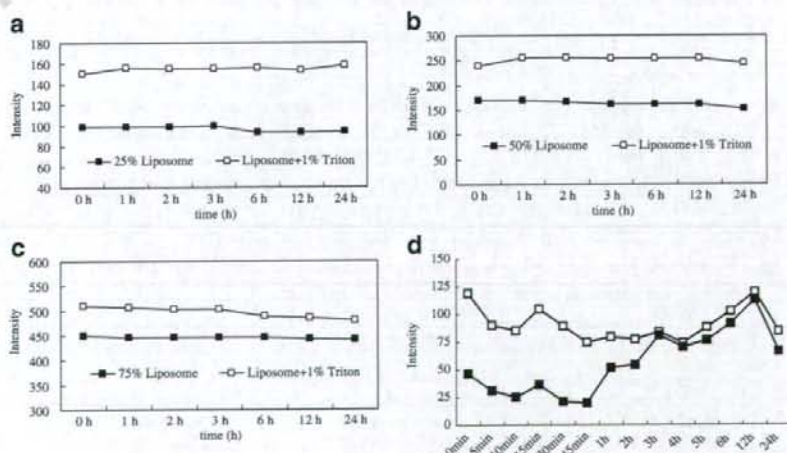 a
180
160
140
120
100
80
60
40
Intensity
25% Liposome
Liposome+1% Triton
0 h 1 h 2 h 3 h 6 h 12 h 24 h
time (h)
b
300
250
200
150
100
50
0
Intensity
50% Liposome
Liposome+1% Triton
0 h 1 h 2 h 3 h 6 h 12 h 24 h
time (h)
c
600
550
500
450
400
350
300
Intensity
75% Liposome
Liposome+1% Triton
0 h 1 h 2 h 3 h 6 h 12 h 24 h
time (h)
d
150
125
100
75
50
25
0
Intensity
1h 2h 3h 4h 5h 6h 12h 24h